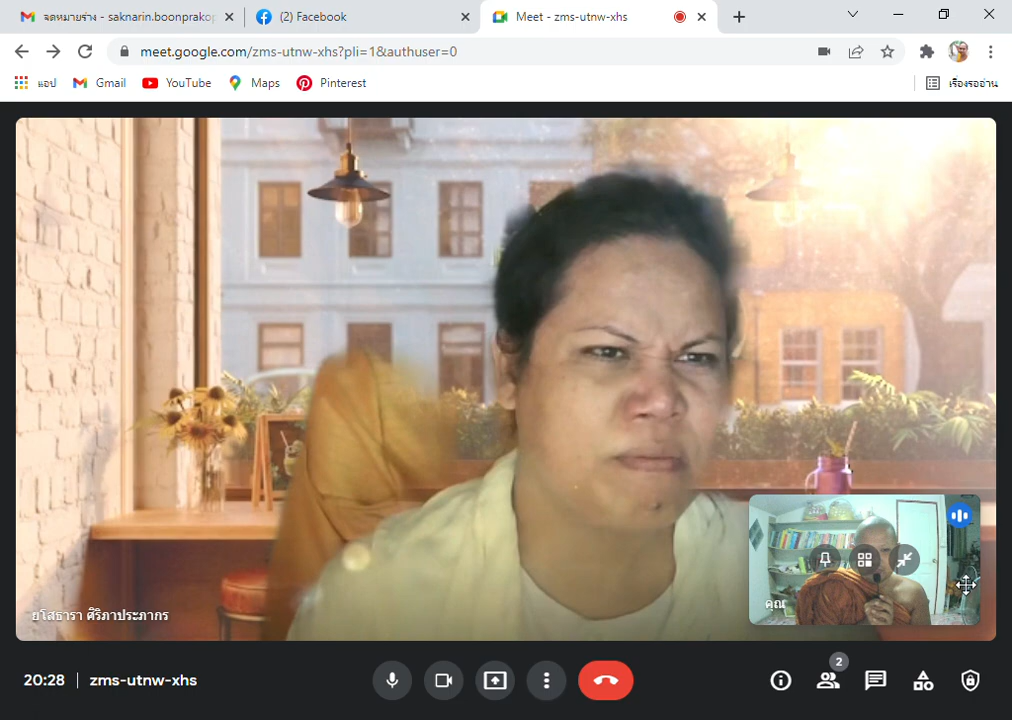 จดหมายร่าง - saknarin.boonprakop
(2) Facebook
Meet - zms-utnw-xhs
meet.google.com/zms-utnw-xhs?pli=1&authuser=0
แอป
Gmail
YouTube
Maps
Pinterest
เรื่องรออ่าน
ยโสธารา ศิริภาประภากร
คุณ
20:28 | zms-utnw-xhs
2